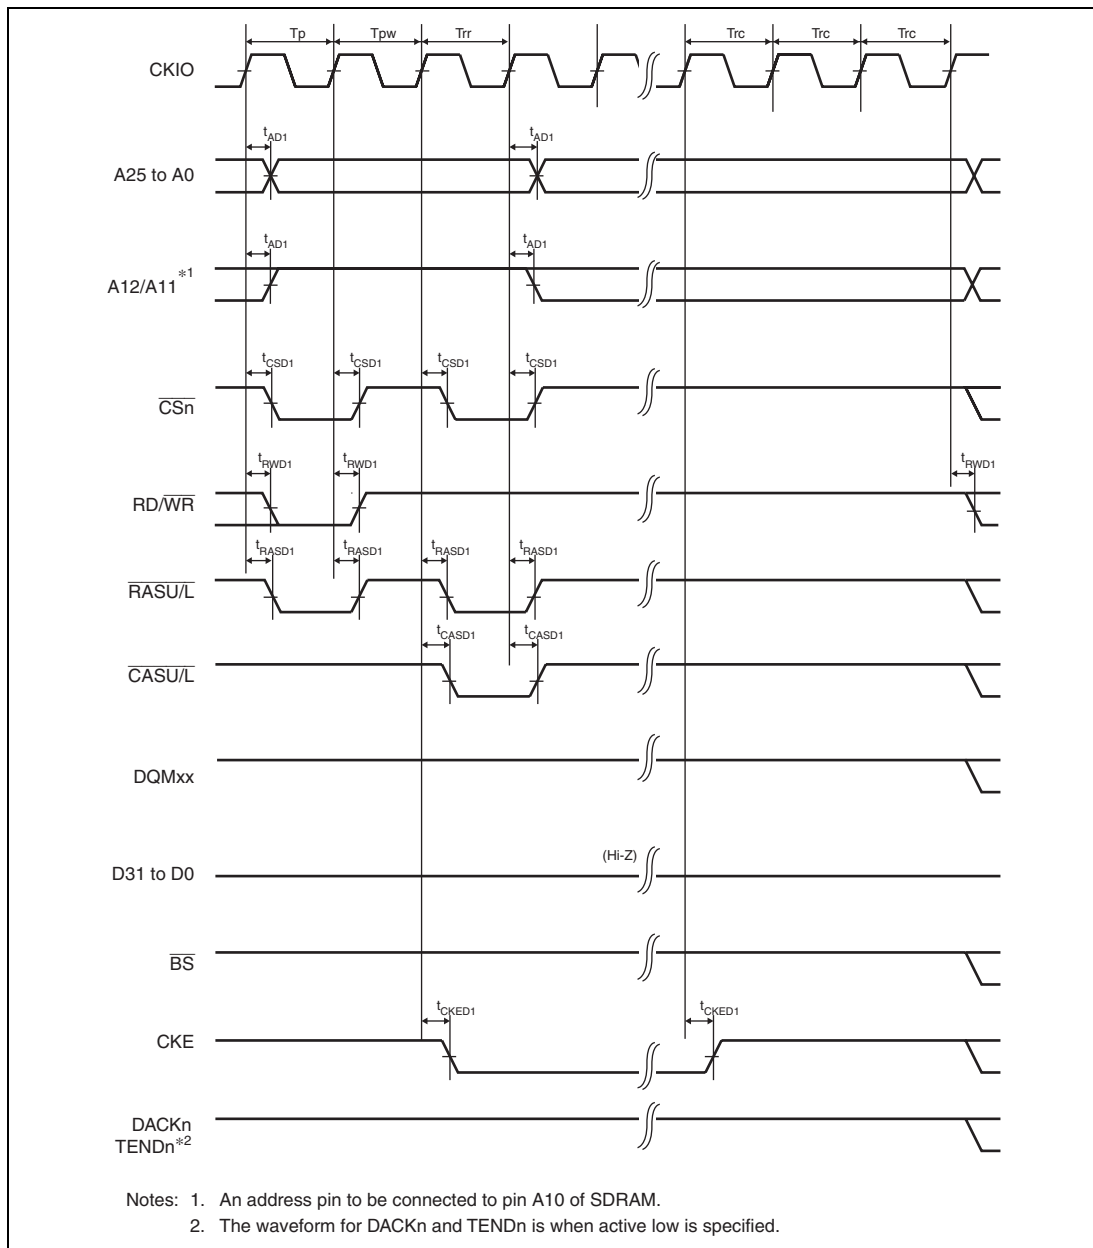 Tp Tpw Trr Trc Trc Trc
CKIO
tAD1 tAD1
A25 to A0
tAD1 tAD1
A12/A11*1
tCSD1 tCSD1 tCSD1 tCSD1
CSn
tRWD1 tRWD1 tRWD1
RD/WR
tRASD1 tRASD1 tRASD1 tRASD1
RASU/L
tCASD1 tCASD1
CASU/L
DQMxx
(Hi-Z)
D31 to D0
BS
tCKED1 tCKED1
CKE
DACKn
TENDn*2
Notes: 1. An address pin to be connected to pin A10 of SDRAM.
2. The waveform for DACKn and TENDn is when active low is specified.